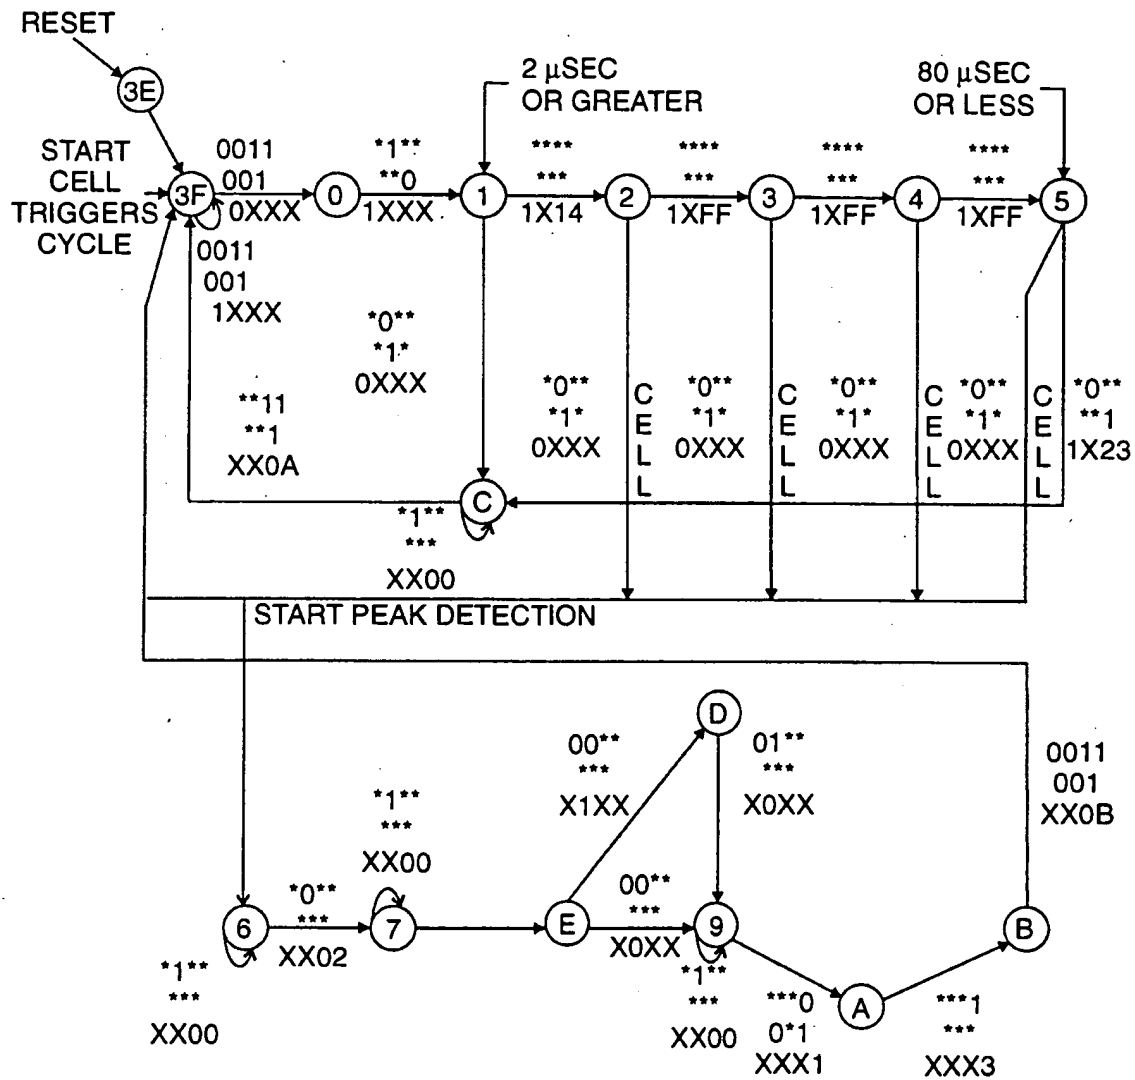 RESET
3E
2 µSEC
OR GREATER
80 µSEC
OR LESS
START
CELL
TRIGGERS
CYCLE
3F
0011
001
0XXX
0
*1**
**0
1XXX
1
****
***
1X14
2
****
***
1XFF
3
****
***
1XFF
4
****
***
1XFF
5
0011
001
1XXX
*0**
*1*
0XXX
*0**
*1*
0XXX
CELL
*0**
*1*
0XXX
CELL
*0**
*1*
0XXX
CELL
*0**
*1*
0XXX
CELL
*0**
**1
1X23
**11
**1
XX0A
C
*1**
***
XX00
START PEAK DETECTION
D
00**
***
X1XX
01**
***
X0XX
0011
001
XX0B
*1**
***
XX00
6
*0**
***
XX02
7
E
00**
***
X0XX
9
B
*1**
***
XX00
*1**
***
XX00
***0
0*1
XXX1
A
***1
***
XXX3